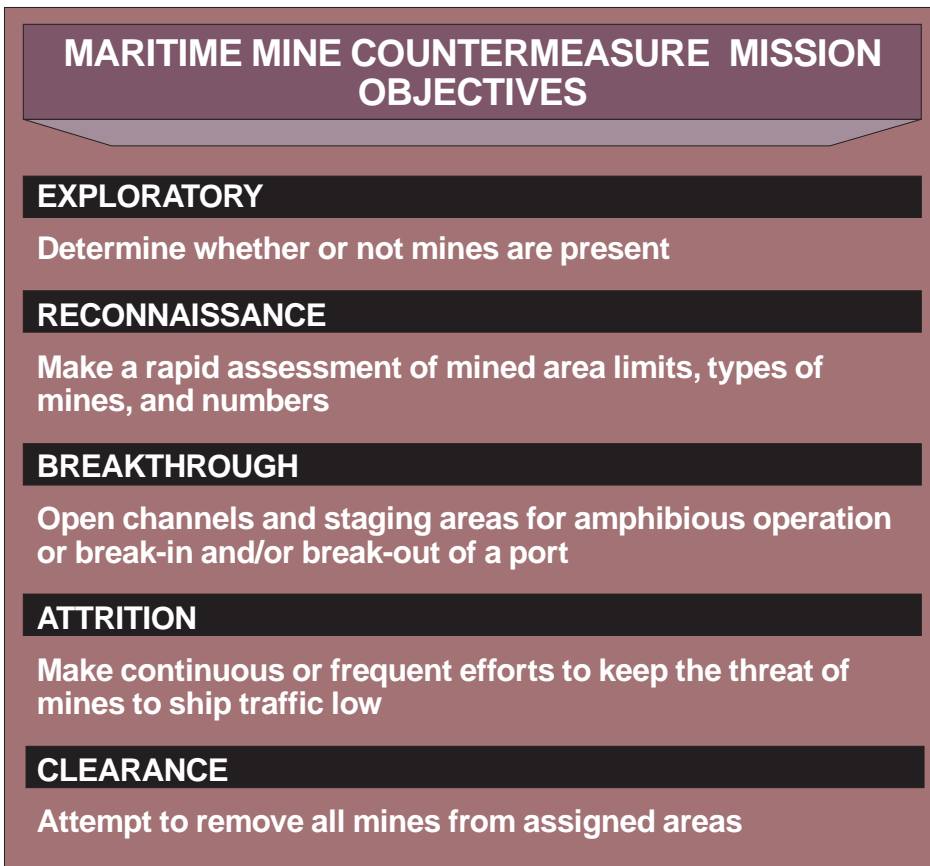 MARITIME MINE COUNTERMEASURE MISSION
OBJECTIVES
EXPLORATORY
Determine whether or not mines are present
RECONNAISSANCE
Make a rapid assessment of mined area limits, types of
mines, and numbers
BREAKTHROUGH
Open channels and staging areas for amphibious operation
or break-in and/or break-out of a port
ATTRITION
Make continuous or frequent efforts to keep the threat of
mines to ship traffic low
CLEARANCE
Attempt to remove all mines from assigned areas